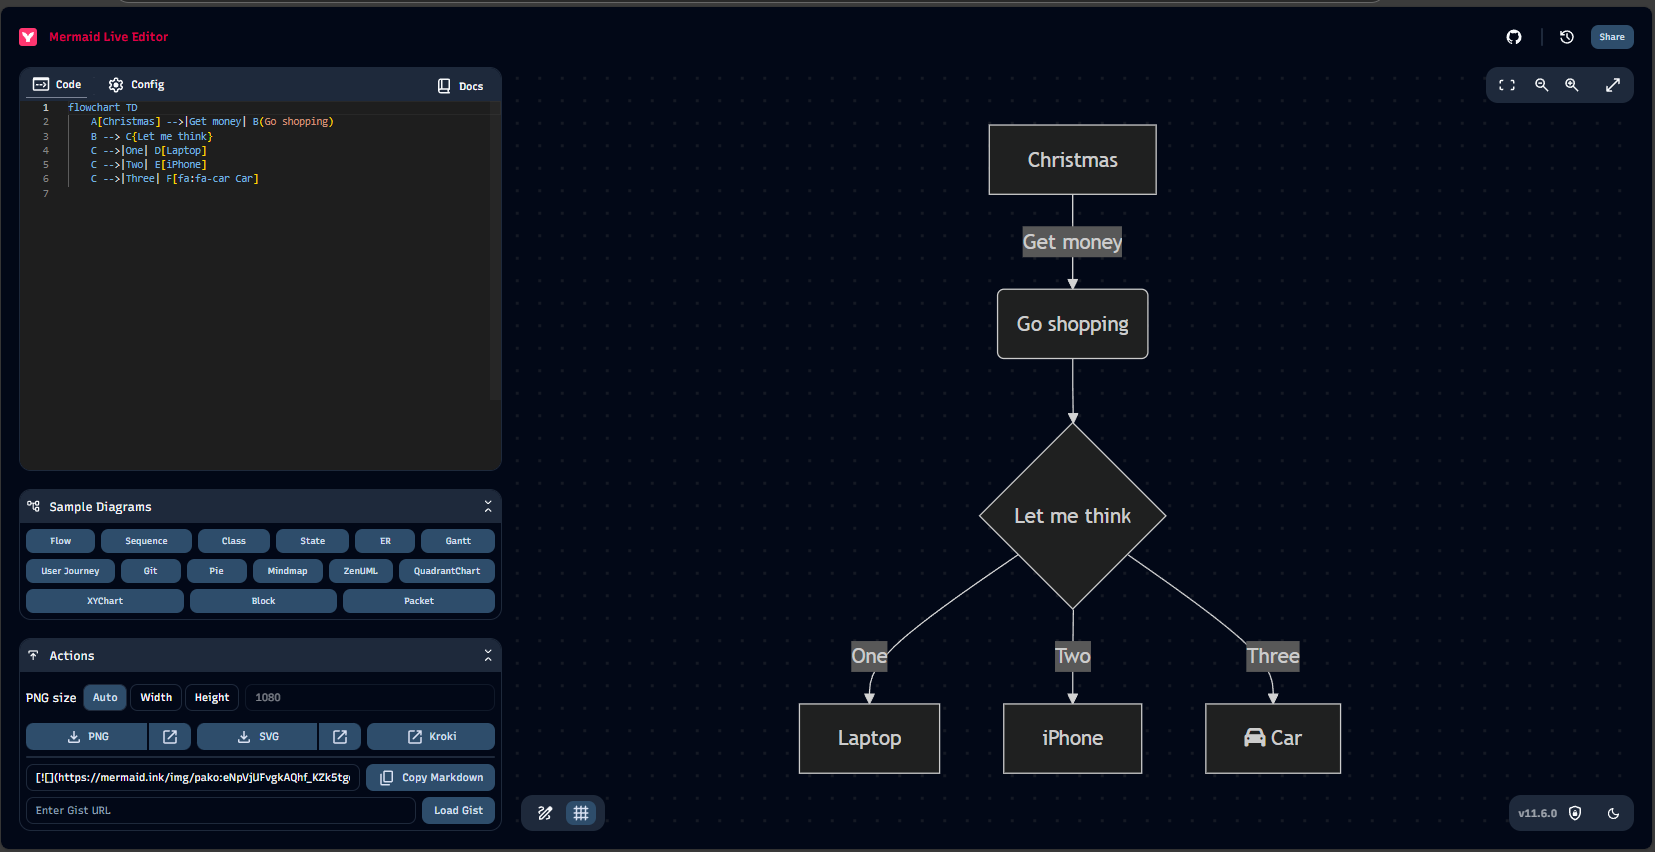 Mermaid Live Editor
Share
Code Config Docs
1 flowchart TD
2 A[Christmas] -->|Get money| B(Go shopping)
3 B --> C{Let me think}
4 C -->|One| D[Laptop]
5 C -->|Two| E[iPhone]
6 C -->|Three| F[fa:fa-car Car]
7
Sample Diagrams
Flow Sequence Class State ER Gantt
User Journey Git Pie Mindmap ZenUML QuadrantChart
XYChart Block Packet
Actions
PNG size Auto Width Height 1080
PNG SVG Kroki
[![](https://mermaid.ink/img/pako:eNpVjUFvgkAQhf_KZk5tg Copy Markdown
Enter Gist URL Load Gist
Christmas
Get money
Go shopping
Let me think
One Two Three
Laptop iPhone Car
v11.6.0